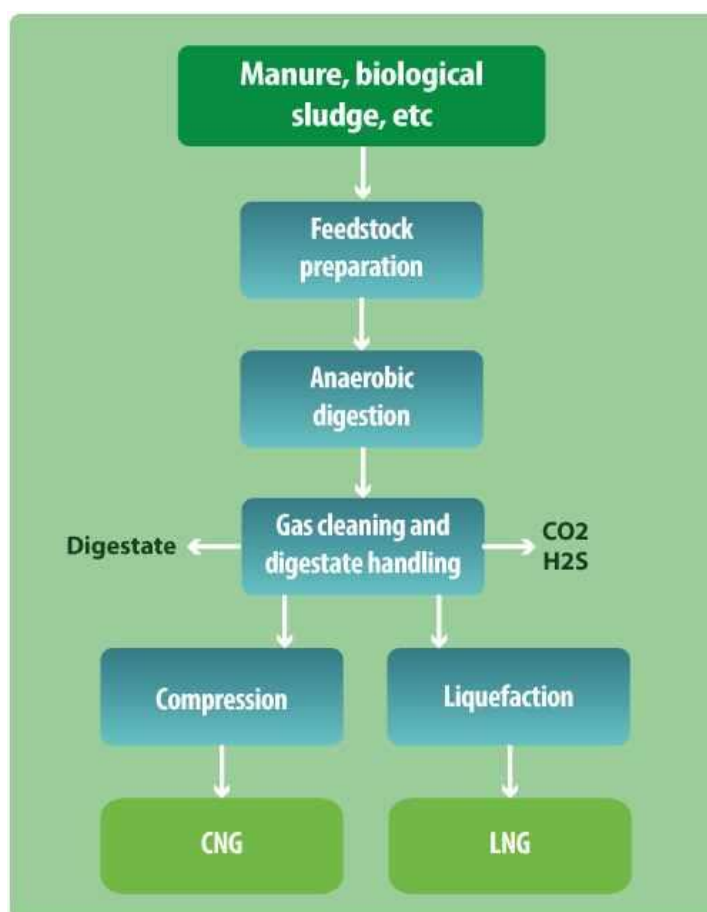 Manure, biological
sludge, etc
Feedstock
preparation
Anaerobic
digestion
Gas cleaning and
digestate handling
Digestate
CO2
H2S
Compression
Liquefaction
CNG
LNG